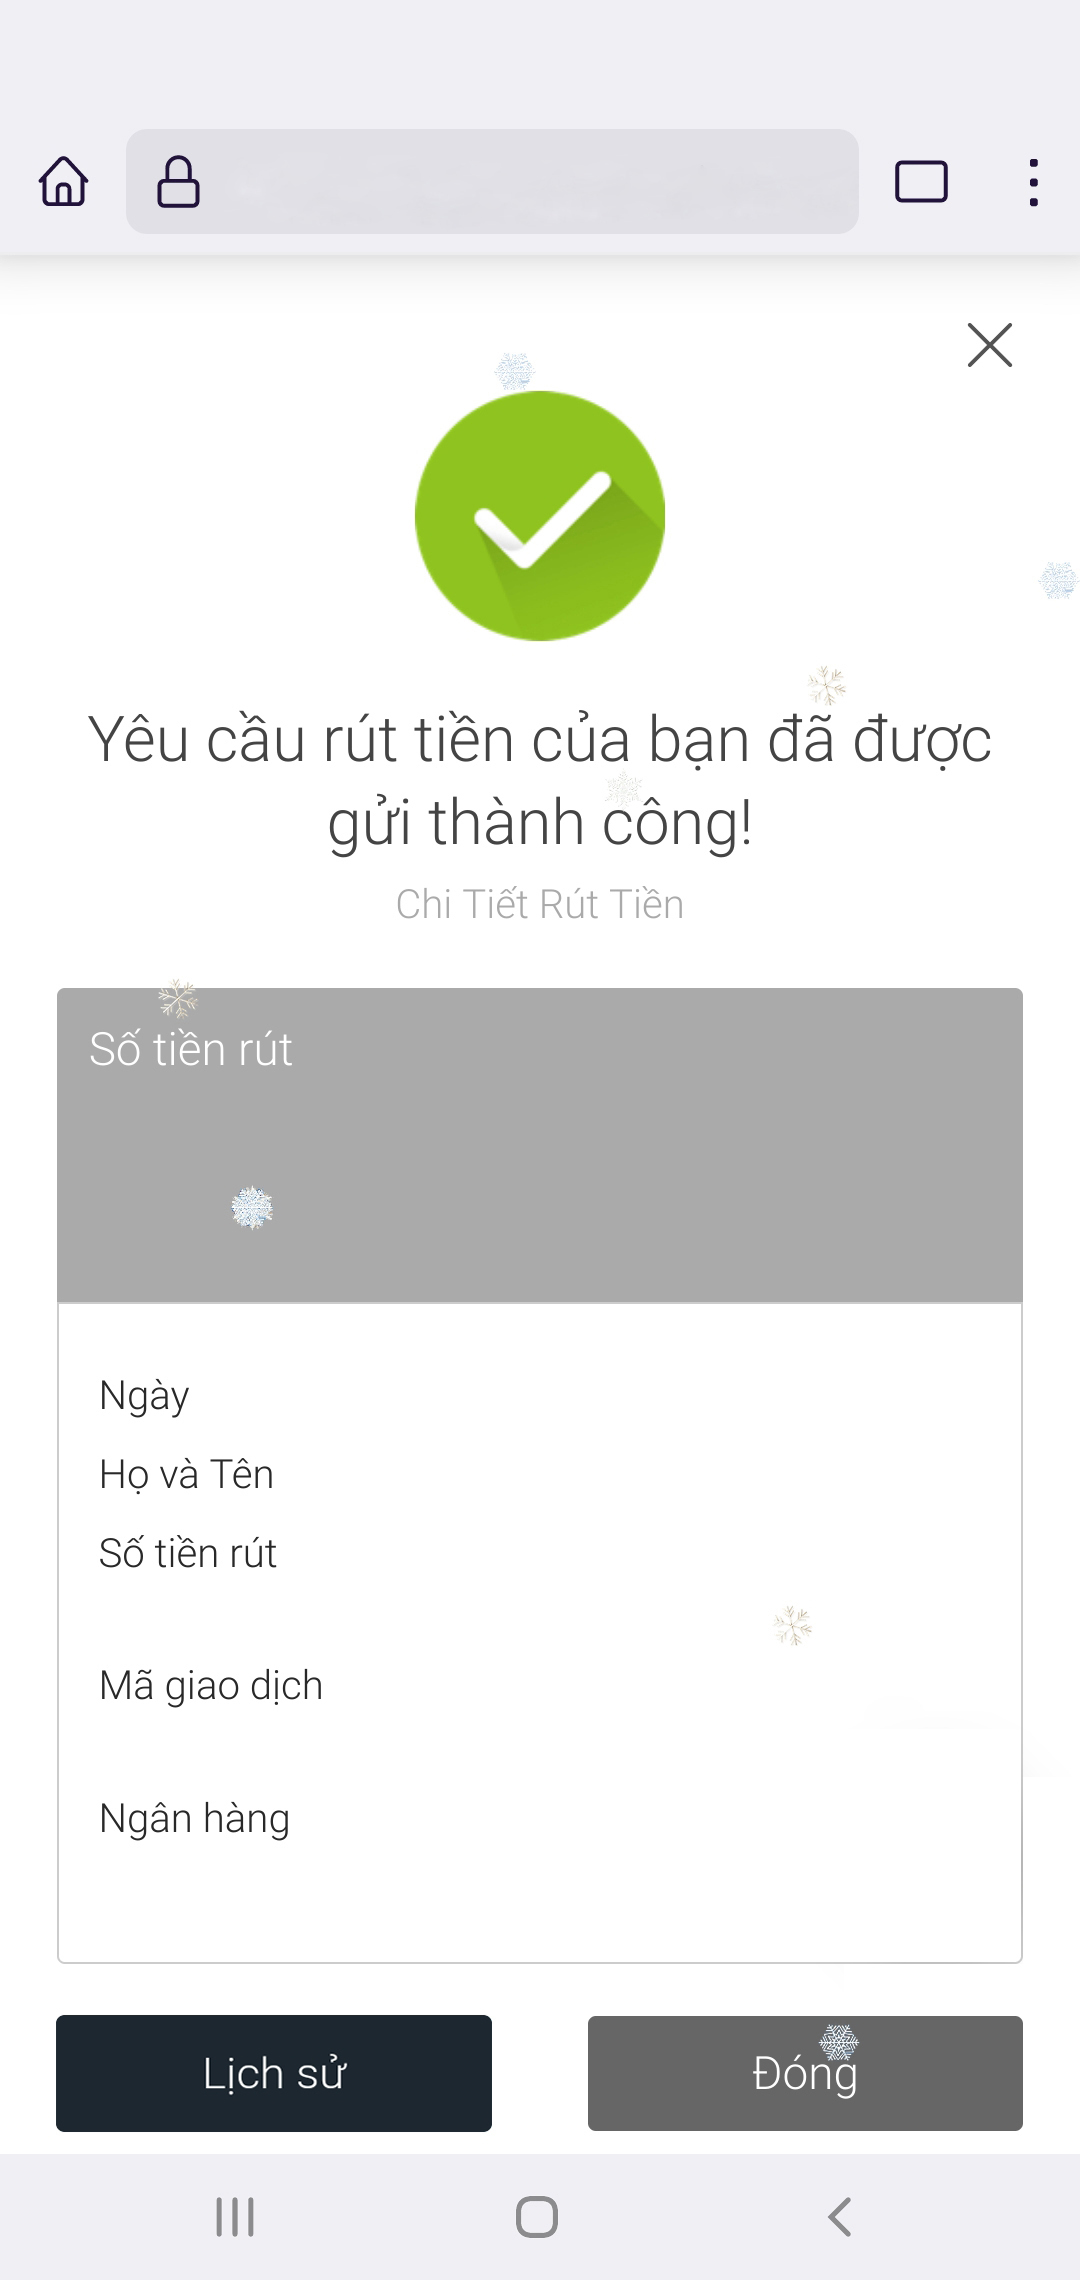 Yêu cầu rút tiền của bạn đã được
gửi thành công!
Chi Tiết Rút Tiền
Số tiền rút
Ngày
Họ và Tên
Số tiền rút
Mã giao dịch
Ngân hàng
Lịch sử
Đóng